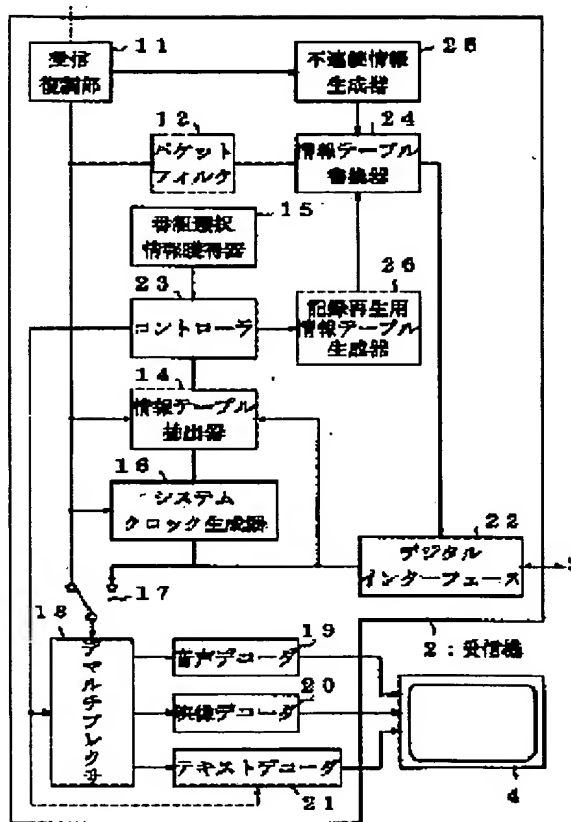 受信 11
復調部
不連続情報 25
生成器
12
パケット
フィルタ
24
情報テーブル
書換器
15
番組選択
情報獲得器
23
コントローラ
26
記録再生用
情報テーブル
生成器
14
情報テーブル
抽出器
16
システム
クロック生成器
22
デジタル
インターフェース
17
18
デマルチプレクサ
19
音声デコーダ
2:受信機
20
映像デコーダ
テキストデコーダ
21
4